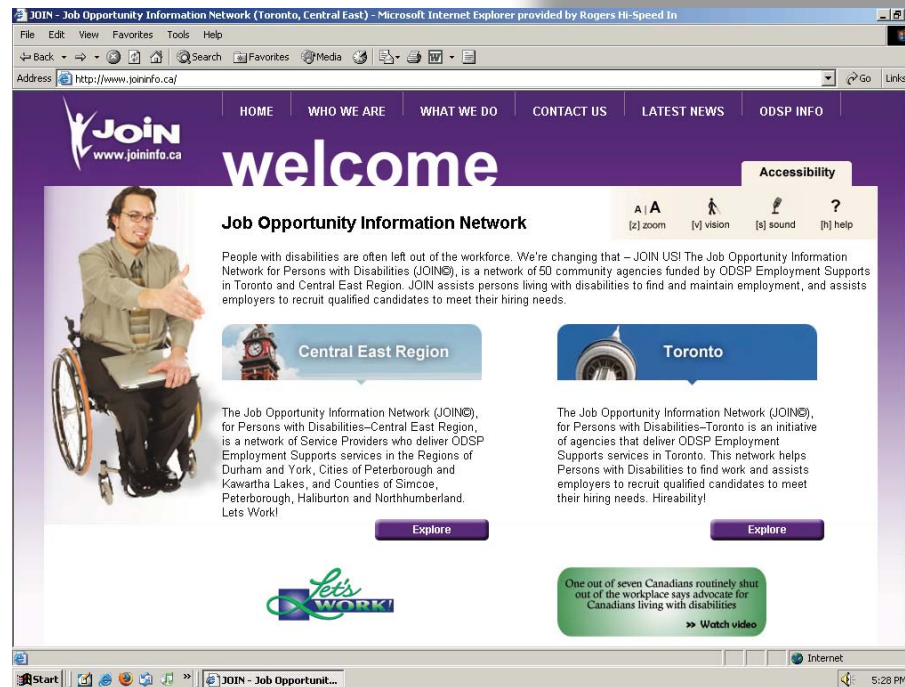 JOIN - Job Opportunity Information Network (Toronto, Central East) - Microsoft Internet Explorer provided by Rogers Hi-Speed In
File Edit View Favorites Tools Help
Back Search Favorites Media
Address http://www.joininfo.ca/ Go Links
HOME WHO WE ARE WHAT WE DO CONTACT US LATEST NEWS ODSP INFO
JOiN
www.joininfo.ca
welcome
Accessibility
A | A ?
[z] zoom [v] vision [s] sound [h] help
Job Opportunity Information Network
People with disabilities are often left out of the workforce. We're changing that – JOIN US! The Job Opportunity Information
Network for Persons with Disabilities (JOIN©), is a network of 50 community agencies funded by ODSP Employment Supports
in Toronto and Central East Region. JOIN assists persons living with disabilities to find and maintain employment, and assists
employers to recruit qualified candidates to meet their hiring needs.
Central East Region
The Job Opportunity Information Network (JOIN©),
for Persons with Disabilities–Central East Region,
is a network of Service Providers who deliver ODSP
Employment Supports services in the Regions of
Durham and York, Cities of Peterborough and
Kawartha Lakes, and Counties of Simcoe,
Peterborough, Haliburton and Northhumberland.
Lets Work!
Explore
Toronto
The Job Opportunity Information Network (JOIN©),
for Persons with Disabilities–Toronto is an initiative
of agencies that deliver ODSP Employment
Supports services in Toronto. This network helps
Persons with Disabilities to find work and assists
employers to recruit qualified candidates to meet
their hiring needs. Hireability!
Explore
Let's
WORK!
One out of seven Canadians routinely shut
out of the workplace says advocate for
Canadians living with disabilities
>> Watch video
Internet
Start JOIN - Job Opportunit... 5:28 PM